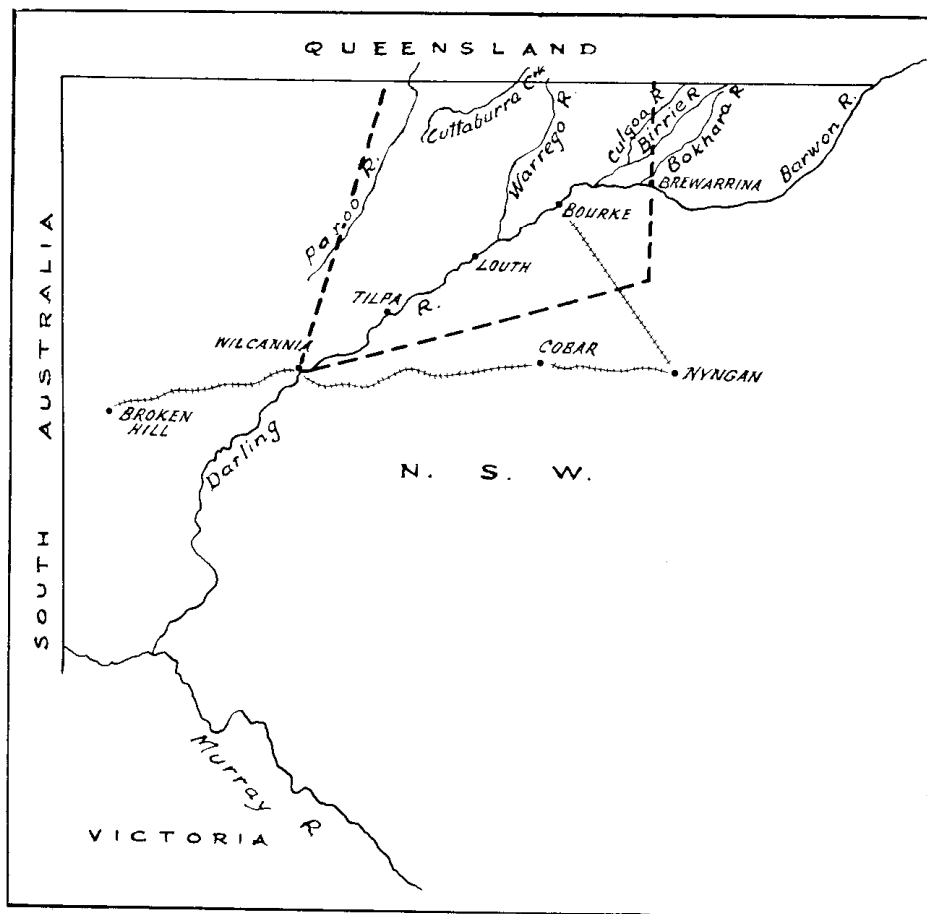 QUEENSLAND
Cuttaburra Crk
Warrego R.
Culgoa R
Birrie R
Bokhara R
Barwon R.
Paroo R.
BREWARRINA
BOURKE
LOUTH
TILPA
R.
WILCANNIA
COBAR
NYNGAN
BROKEN
HILL
Darling
N. S. W.
SOUTH AUSTRALIA
Murray R
VICTORIA